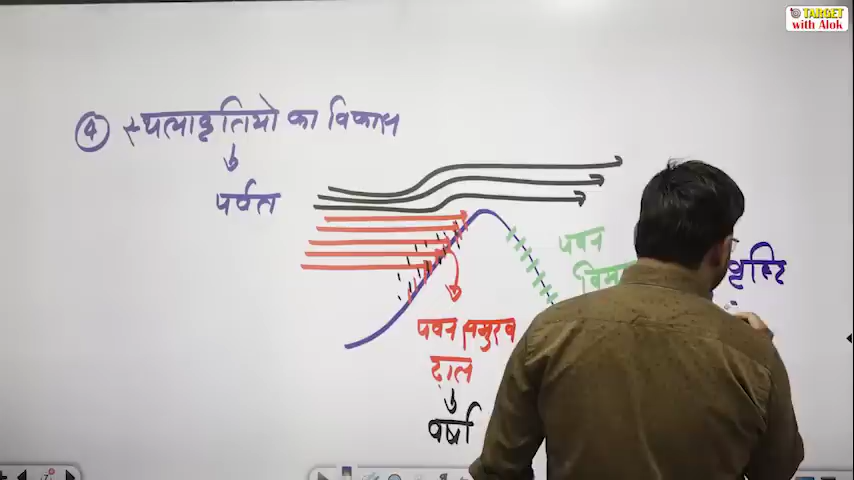 TARGET
with Alok
④ स्थलाकृतियो का विकास
पर्वत
पवन
पवन समुख
ढाल
वर्षा